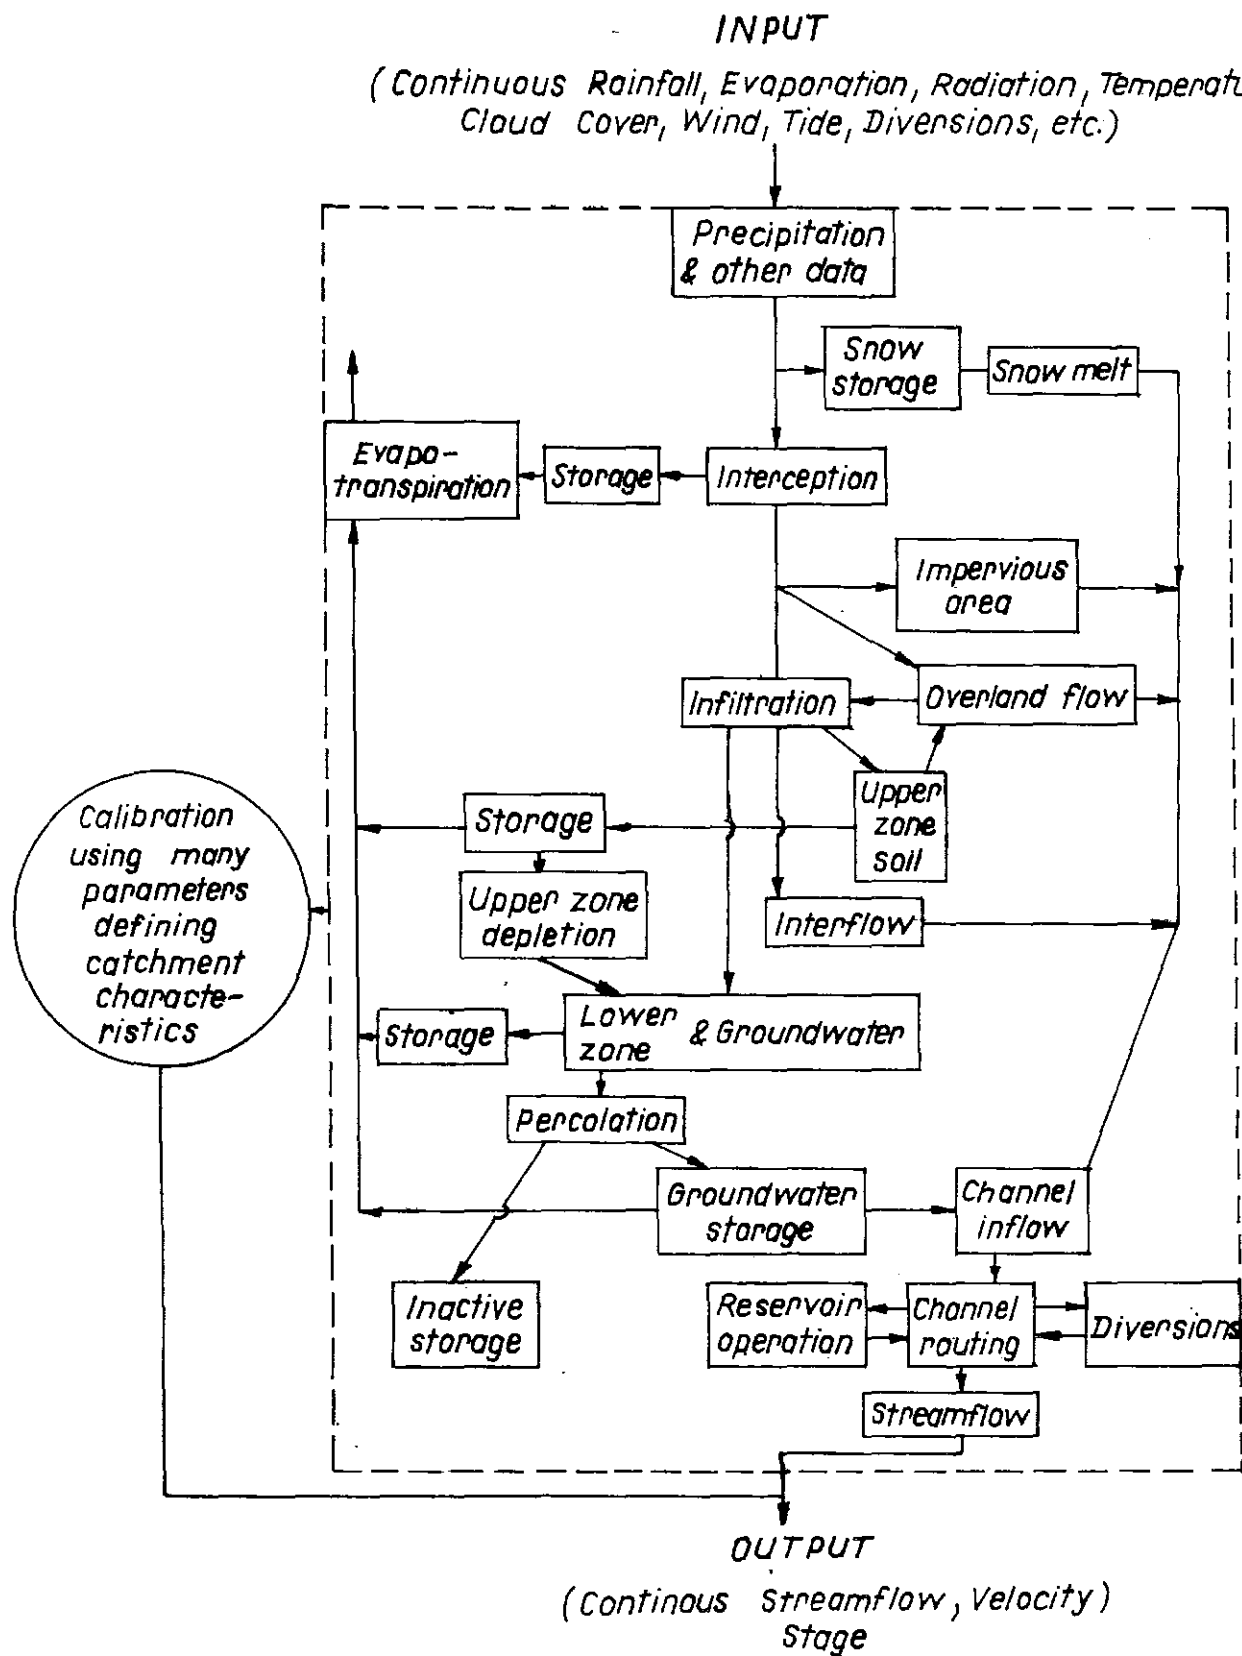 INPUT
(Continuous Rainfall, Evaporation, Radiation, Temperatu
Cloud Cover, Wind, Tide, Diversions, etc.)
Precipitation
& other data
Snow
storage
Snow melt
Evapo-
transpiration
Storage
Interception
Impervious
area
Infiltration
Overland flow
Upper
zone
soil
Storage
Calibration
using many
parameters
defining
catchment
characte-
ristics
Upper zone
depletion
Interflow
Storage
Lower
zone
& Groundwater
Percolation
Groundwater
storage
Channel
inflow
Inactive
storage
Reservoir
operation
Channel
routing
Diversions
Streamflow
OUTPUT
(Continous Streamflow, Velocity)
Stage